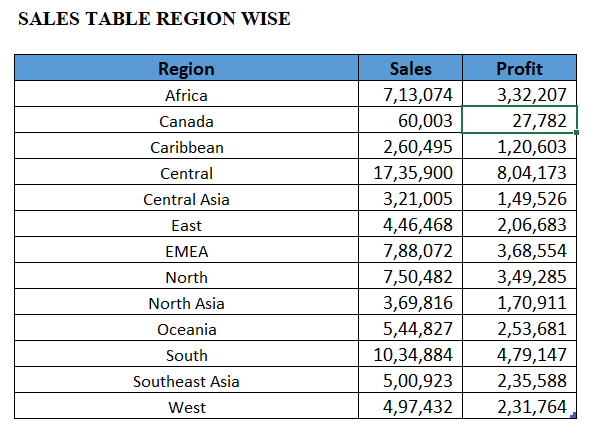 SALES TABLE REGION WISE
Region Sales Profit
Africa 7,13,074 3,32,207
Canada 60,003 27,782
Caribbean 2,60,495 1,20,603
Central 17,35,900 8,04,173
Central Asia 3,21,005 1,49,526
East 4,46,468 2,06,683
EMEA 7,88,072 3,68,554
North 7,50,482 3,49,285
North Asia 3,69,816 1,70,911
Oceania 5,44,827 2,53,681
South 10,34,884 4,79,147
Southeast Asia 5,00,923 2,35,588
West 4,97,432 2,31,764